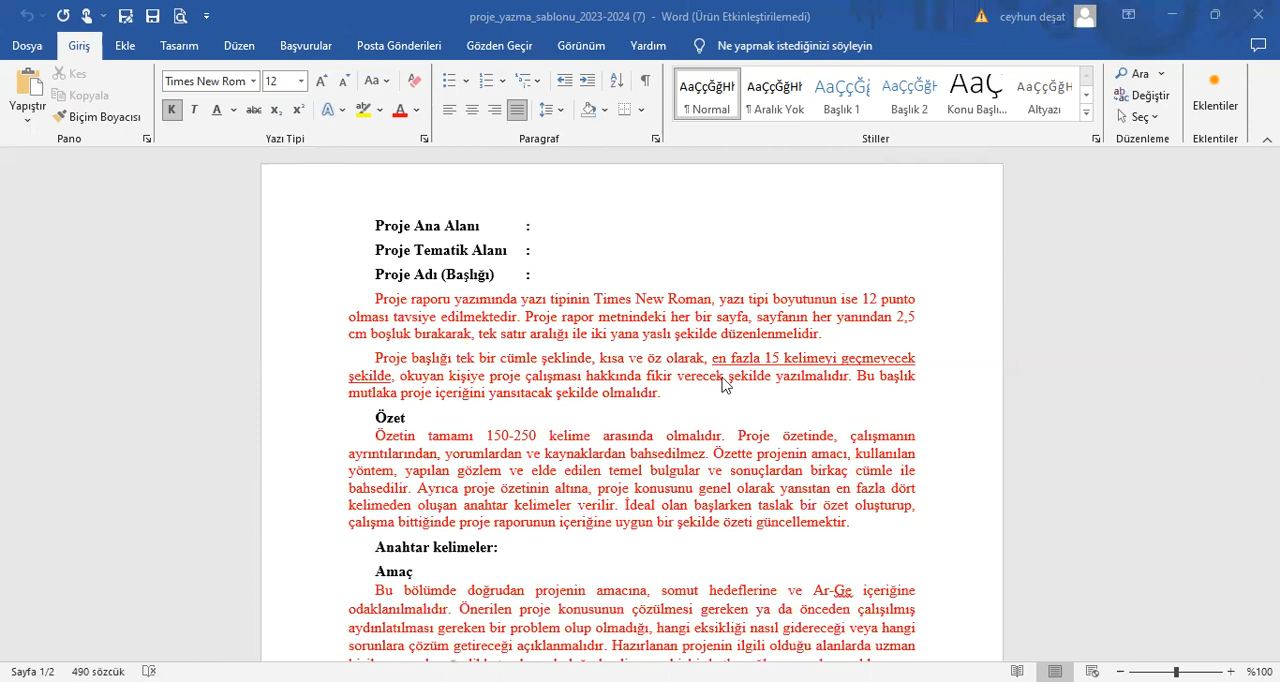 proje_yazma_sablonu_2023-2024 (7) - Word (Ürün Etkinleştirilemedi)
ceyhun deşat
Dosya Giriş Ekle Tasarım Düzen Başvurular Posta Gönderileri Gözden Geçir Görünüm Yardım Ne yapmak istediğinizi söyleyin
Yapıştır
Kes
Kopyala
Biçim Boyacısı
Pano
Times New Rom 12
Yazı Tipi
Paragraf
AaÇçĞğHł AaÇçĞğHł AaÇçĞğ AaÇçĞğH AaÇ AaÇçĞğH
¶ Normal ¶ Aralık Yok Başlık 1 Başlık 2 Konu Başlı... Altyazı
Stiller
Ara
Değiştir
Seç
Düzenleme
Eklentiler
Eklentiler
Proje Ana Alanı :
Proje Tematik Alanı :
Proje Adı (Başlığı) :
Proje raporu yazımında yazı tipinin Times New Roman, yazı tipi boyutunun ise 12 punto
olması tavsiye edilmektedir. Proje rapor metnindeki her bir sayfa, sayfanın her yanından 2,5
cm boşluk bırakarak, tek satır aralığı ile iki yana yaslı şekilde düzenlenmelidir.
Proje başlığı tek bir cümle şeklinde, kısa ve öz olarak, en fazla 15 kelimeyi geçmeyecek
şekilde, okuyan kişiye proje çalışması hakkında fikir verecek şekilde yazılmalıdır. Bu başlık
mutlaka proje içeriğini yansıtacak şekilde olmalıdır.
Özet
Özetin tamamı 150-250 kelime arasında olmalıdır. Proje özetinde, çalışmanın
ayrıntılarından, yorumlardan ve kaynaklardan bahsedilmez. Özette projenin amacı, kullanılan
yöntem, yapılan gözlem ve elde edilen temel bulgular ve sonuçlardan birkaç cümle ile
bahsedilir. Ayrıca proje özetinin altına, proje konusunu genel olarak yansıtan en fazla dört
kelimeden oluşan anahtar kelimeler verilir. İdeal olan başlarken taslak bir özet oluşturup,
çalışma bittiğinde proje raporunun içeriğine uygun bir şekilde özeti güncellemektir.
Anahtar kelimeler:
Amaç
Bu bölümde doğrudan projenin amacına, somut hedeflerine ve Ar-Ge içeriğine
odaklanılmalıdır. Önerilen proje konusunun çözülmesi gereken ya da önceden çalışılmış
aydınlatılması gereken bir problem olup olmadığı, hangi eksikliği nasıl gidereceği veya hangi
sorunlara çözüm getireceği açıklanmalıdır. Hazırlanan projenin ilgili olduğu alanlarda uzman
Sayfa 1/2 490 sözcük
%100